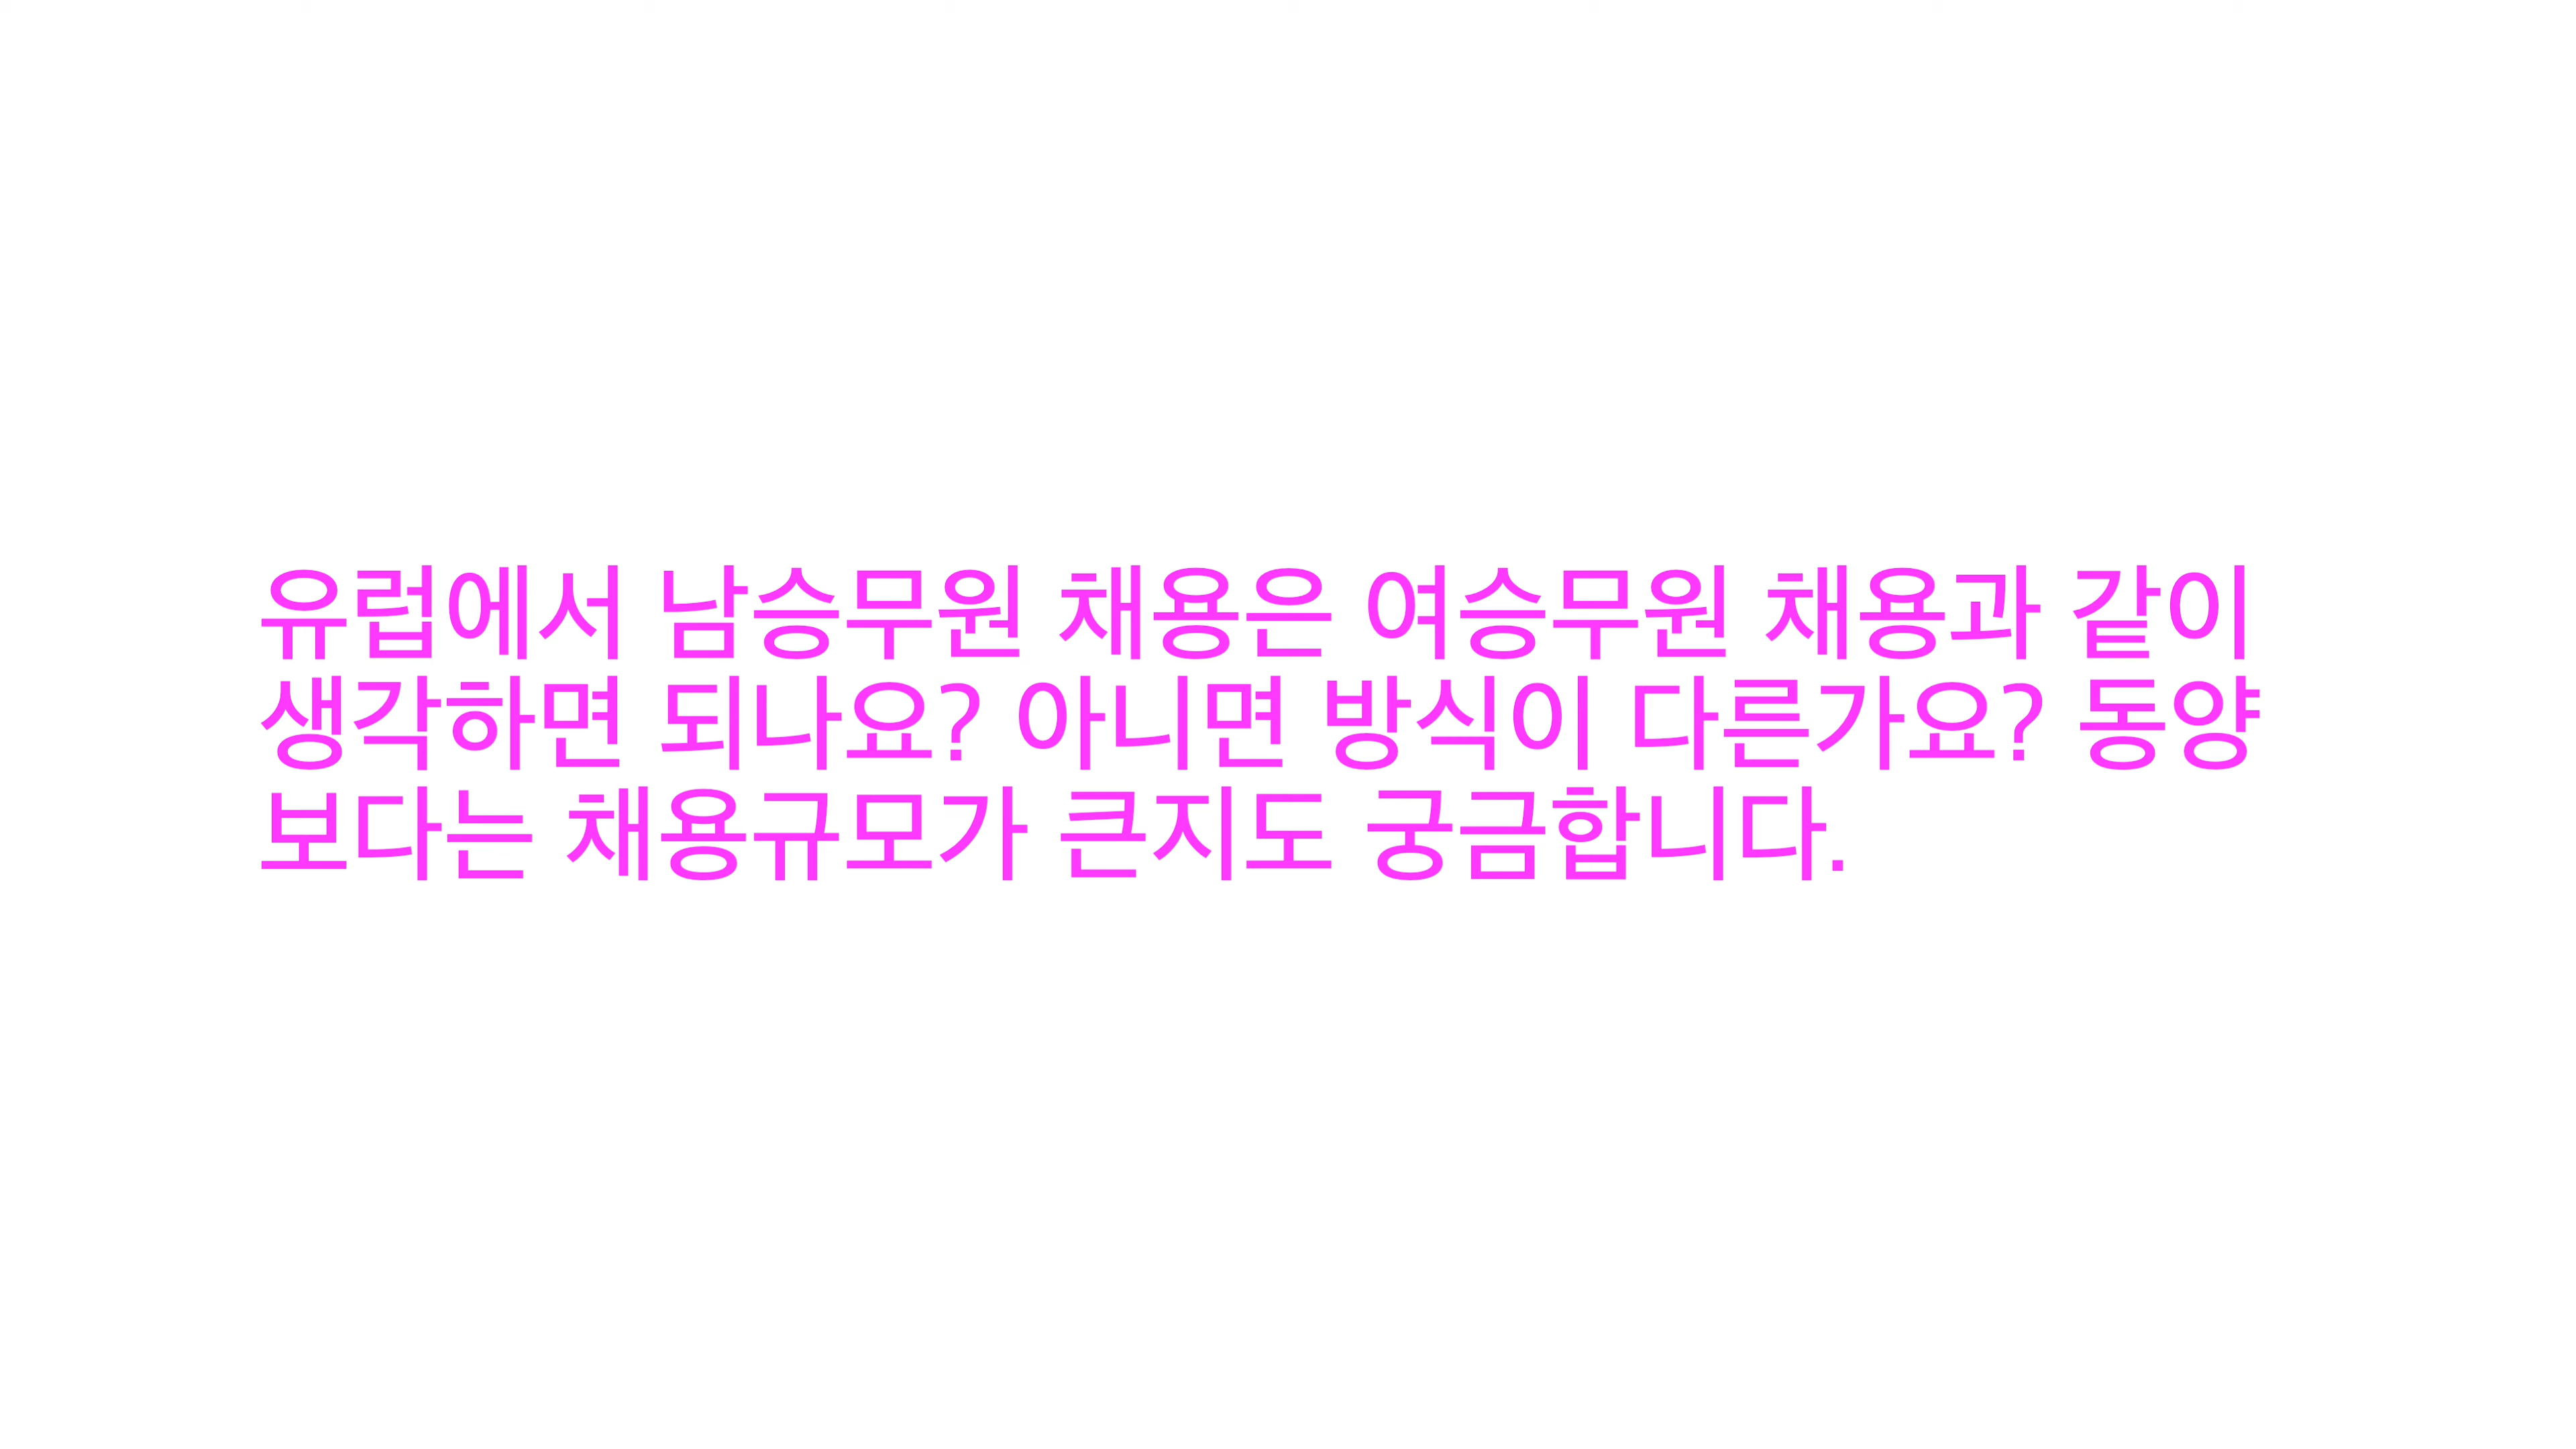 유럽에서 남승무원 채용은 여승무원 채용과 같이
생각하면 되나요? 아니면 방식이 다른가요? 동양
보다는 채용규모가 큰지도 궁금합니다.